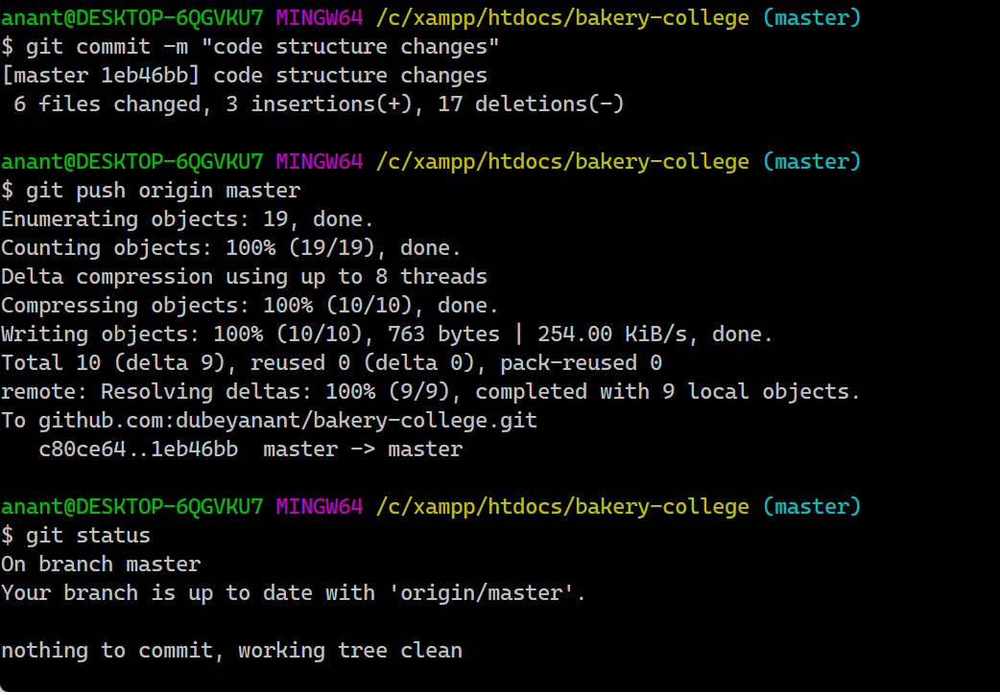 anant@DESKTOP-6QGVKU7 MINGW64 /c/xampp/htdocs/bakery-college (master)
$ git commit -m "code structure changes"
[master 1eb46bb] code structure changes
 6 files changed, 3 insertions(+), 17 deletions(-)

anant@DESKTOP-6QGVKU7 MINGW64 /c/xampp/htdocs/bakery-college (master)
$ git push origin master
Enumerating objects: 19, done.
Counting objects: 100% (19/19), done.
Delta compression using up to 8 threads
Compressing objects: 100% (10/10), done.
Writing objects: 100% (10/10), 763 bytes | 254.00 KiB/s, done.
Total 10 (delta 9), reused 0 (delta 0), pack-reused 0
remote: Resolving deltas: 100% (9/9), completed with 9 local objects.
To github.com:dubeyanant/bakery-college.git
   c80ce64..1eb46bb  master -> master

anant@DESKTOP-6QGVKU7 MINGW64 /c/xampp/htdocs/bakery-college (master)
$ git status
On branch master
Your branch is up to date with 'origin/master'.

nothing to commit, working tree clean